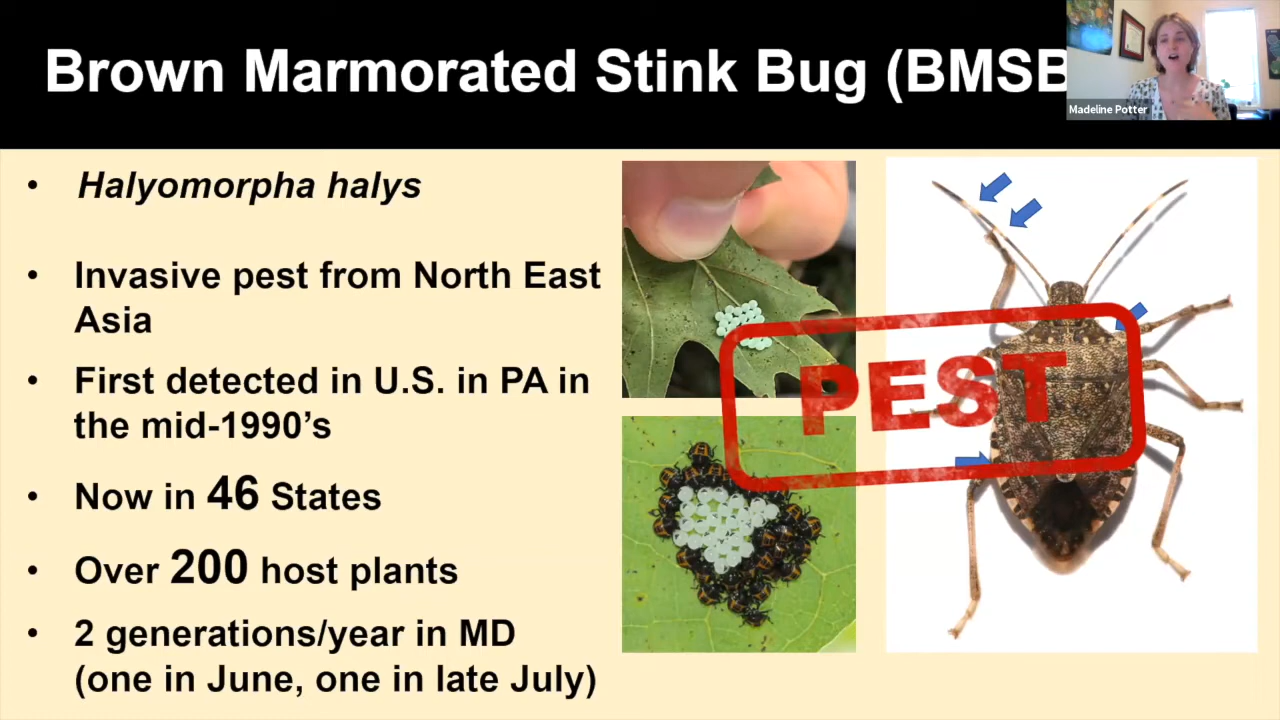 Brown Marmorated Stink Bug (BMSB
Madeline Potter
• Halyomorpha halys
• Invasive pest from North East
Asia
• First detected in U.S. in PA in
the mid-1990’s
• Now in 46 States
• Over 200 host plants
• 2 generations/year in MD
(one in June, one in late July)
PEST